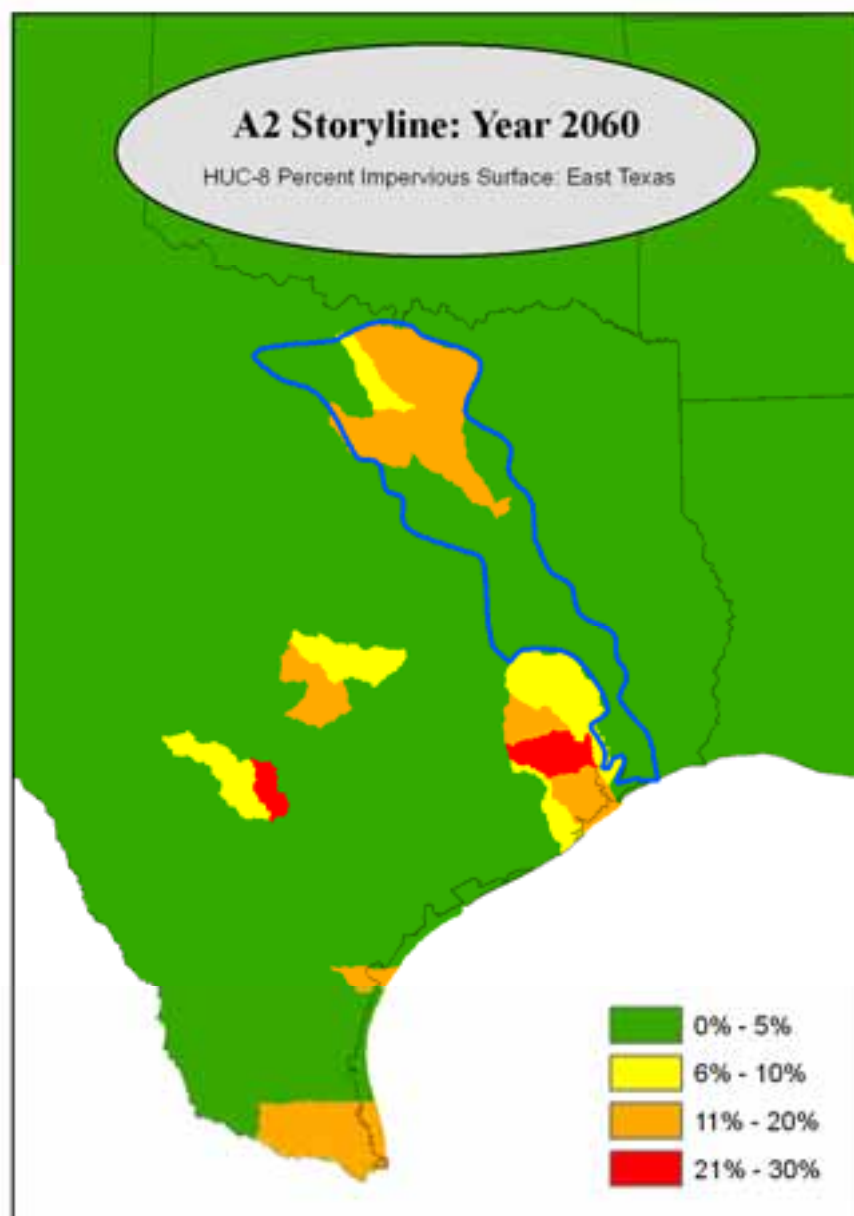 A2 Storyline: Year 2060
HUC-8 Percent Impervious Surface: East Texas
0% - 5%
6% - 10%
11% - 20%
21% - 30%